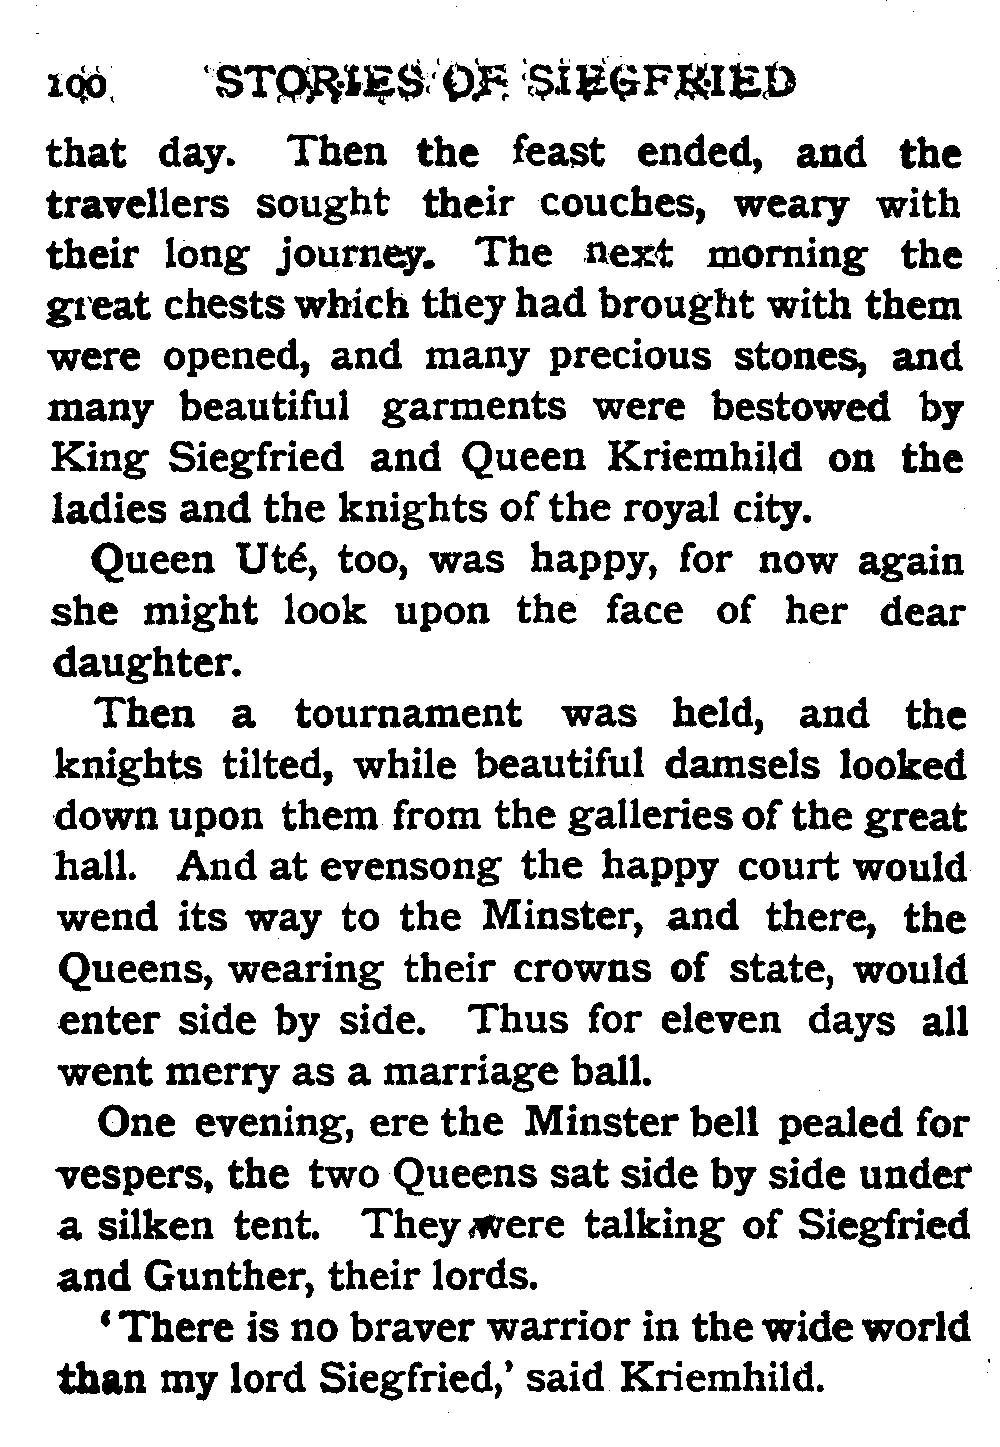 100 STORIES OF SIEGFRIED
that day. Then the feast ended, and the
travellers sought their couches, weary with
their long journey. The next morning the
great chests which they had brought with them
were opened, and many precious stones, and
many beautiful garments were bestowed by
King Siegfried and Queen Kriemhild on the
ladies and the knights of the royal city.
Queen Uté, too, was happy, for now again
she might look upon the face of her dear
daughter.
Then a tournament was held, and the
knights tilted, while beautiful damsels looked
down upon them from the galleries of the great
hall. And at evensong the happy court would
wend its way to the Minster, and there, the
Queens, wearing their crowns of state, would
enter side by side. Thus for eleven days all
went merry as a marriage ball.
One evening, ere the Minster bell pealed for
vespers, the two Queens sat side by side under
a silken tent. They were talking of Siegfried
and Gunther, their lords.
‘There is no braver warrior in the wide world
than my lord Siegfried,’ said Kriemhild.